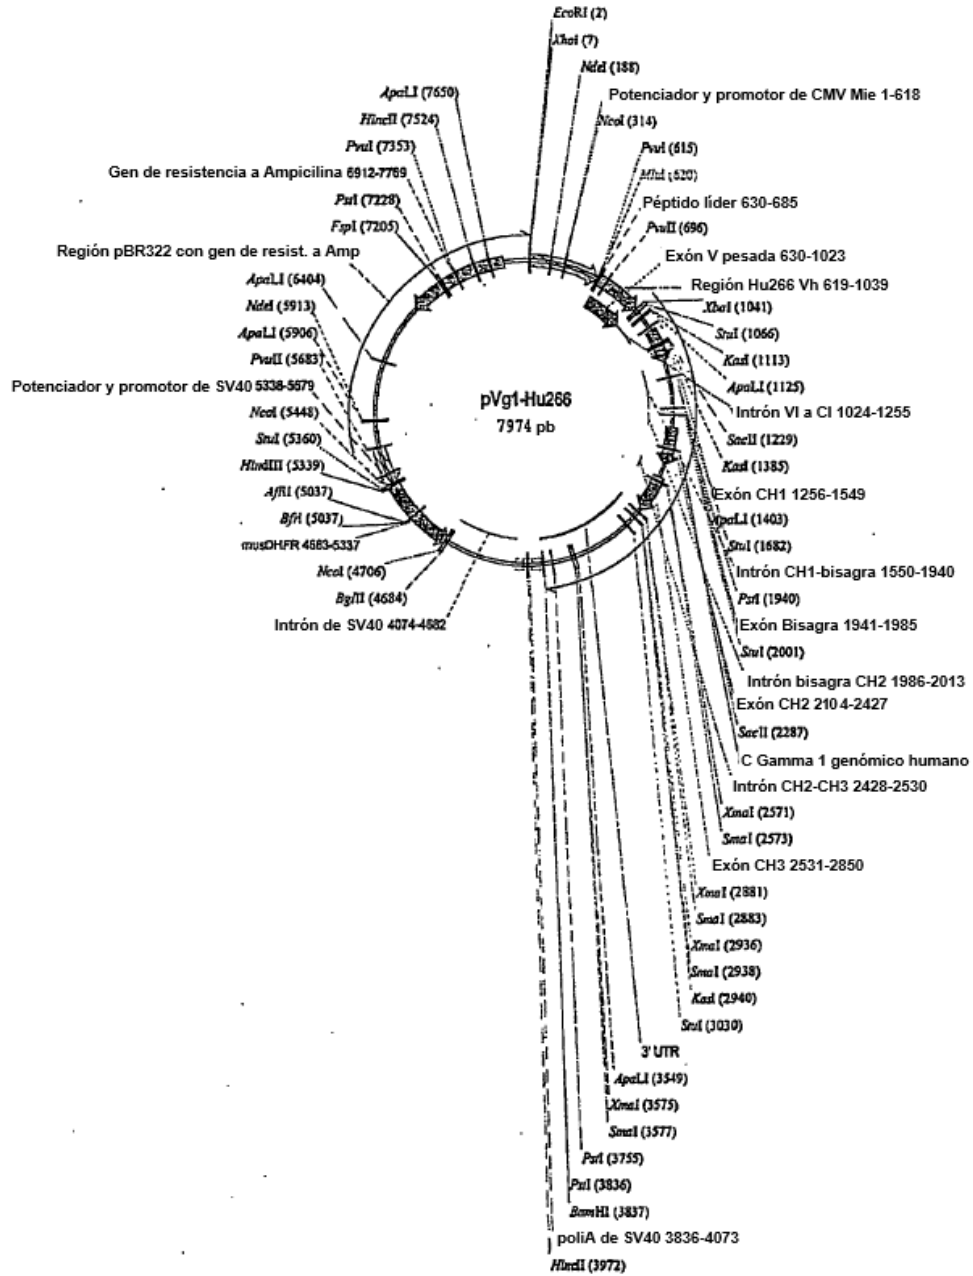 EcoRI (2)
XhoI (7)
NdeI (188)
Potenciador y promotor de CMV Mie 1-618
NcoI (314)
PvuI (615)
MluI (620)
Péptido líder 630-685
PvuII (696)
Exón V pesada 630-1023
Región Hu266 Vh 619-1039
XbaI (1041)
StuI (1066)
KasI (1113)
ApaLI (1125)
Intrón VI a CI 1024-1255
SacII (1229)
KasI (1385)
Exón CH1 1256-1549
ApaLI (1403)
StuI (1682)
Intrón CH1-bisagra 1550-1940
PstI (1940)
Exón Bisagra 1941-1985
StuI (2001)
Intrón bisagra CH2 1986-2013
Exón CH2 2104-2427
SacII (2287)
C Gamma 1 genómico humano
Intrón CH2-CH3 2428-2530
XmaI (2571)
SmaI (2573)
Exón CH3 2531-2850
XmaI (2881)
SmaI (2883)
XmaI (2936)
SmaI (2938)
KasI (2940)
StuI (3030)
3' UTR
ApaLI (3549)
XmaI (3575)
SmaI (3577)
PstI (3755)
PstI (3836)
BamHI (3837)
poliA de SV40 3836-4073
HincII (3972)
Intrón de SV40 4074-4682
BglII (4684)
NcoI (4706)
musDHFR 4683-5337
BfrI (5037)
AflII (5037)
HindIII (5339)
StuI (5360)
NcoI (5448)
Potenciador y promotor de SV40 5338-5679
PvuII (5683)
ApaLI (5906)
NdeI (5913)
ApaLI (6404)
Región pBR322 con gen de resist. a Amp
FspI (7205)
PstI (7228)
Gen de resistencia a Ampicilina 6912-7769
PvuI (7353)
HincII (7524)
ApaLI (7650)
pVg1-Hu266
7974 pb